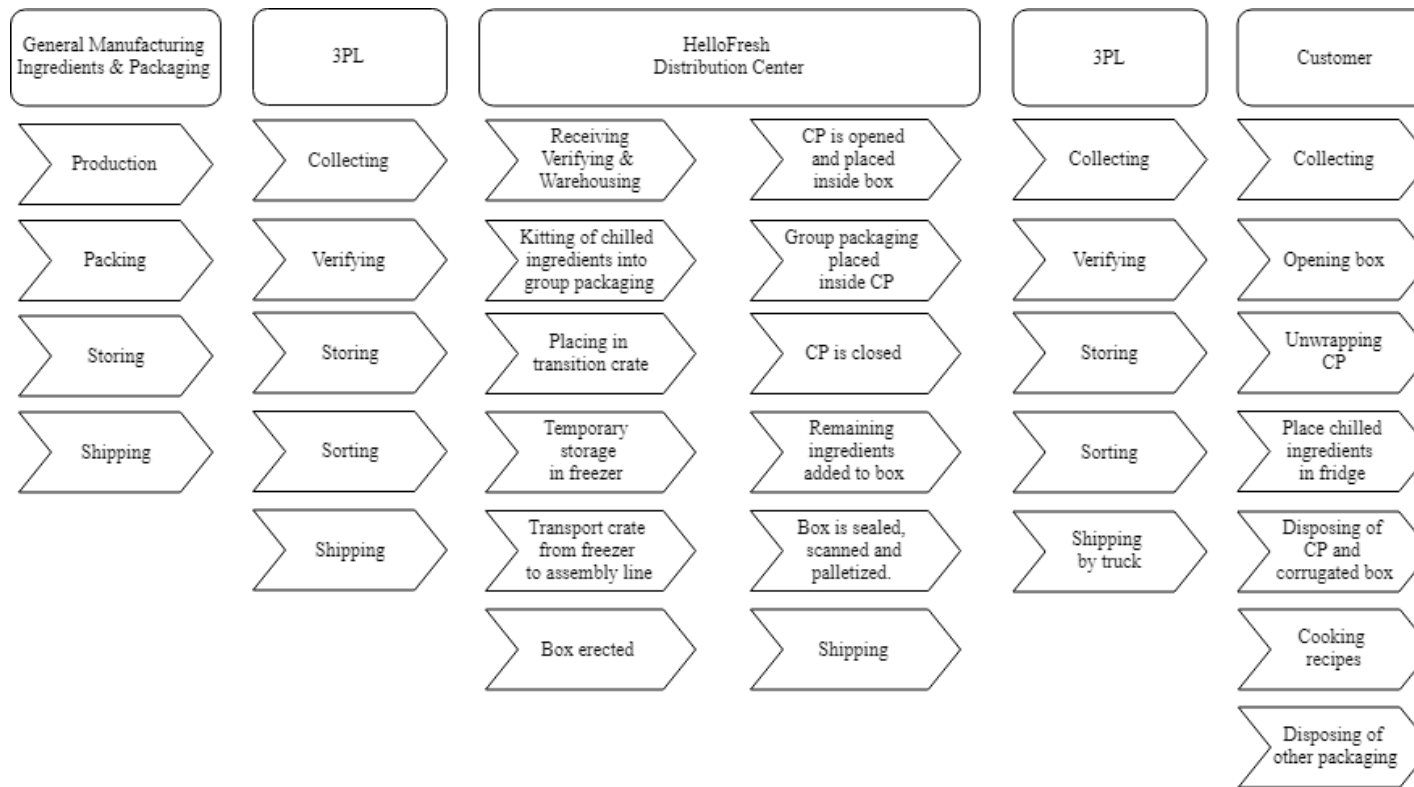 General Manufacturing
Ingredients & Packaging
3PL
HelloFresh
Distribution Center
3PL
Customer
Production
Packing
Storing
Shipping
Collecting
Verifying
Storing
Sorting
Shipping
Receiving
Verifying &
Warehousing
Kitting of chilled
ingredients into
group packaging
Placing in
transition crate
Temporary
storage
in freezer
Transport crate
from freezer
to assembly line
Box erected
CP is opened
and placed
inside box
Group packaging
placed
inside CP
CP is closed
Remaining
ingredients
added to box
Box is sealed,
scanned and
palletized.
Shipping
Collecting
Verifying
Storing
Sorting
Shipping
by truck
Collecting
Opening box
Unwrapping
CP
Place chilled
ingredients
in fridge
Disposing of
CP and
corrugated box
Cooking
recipes
Disposing of
other packaging